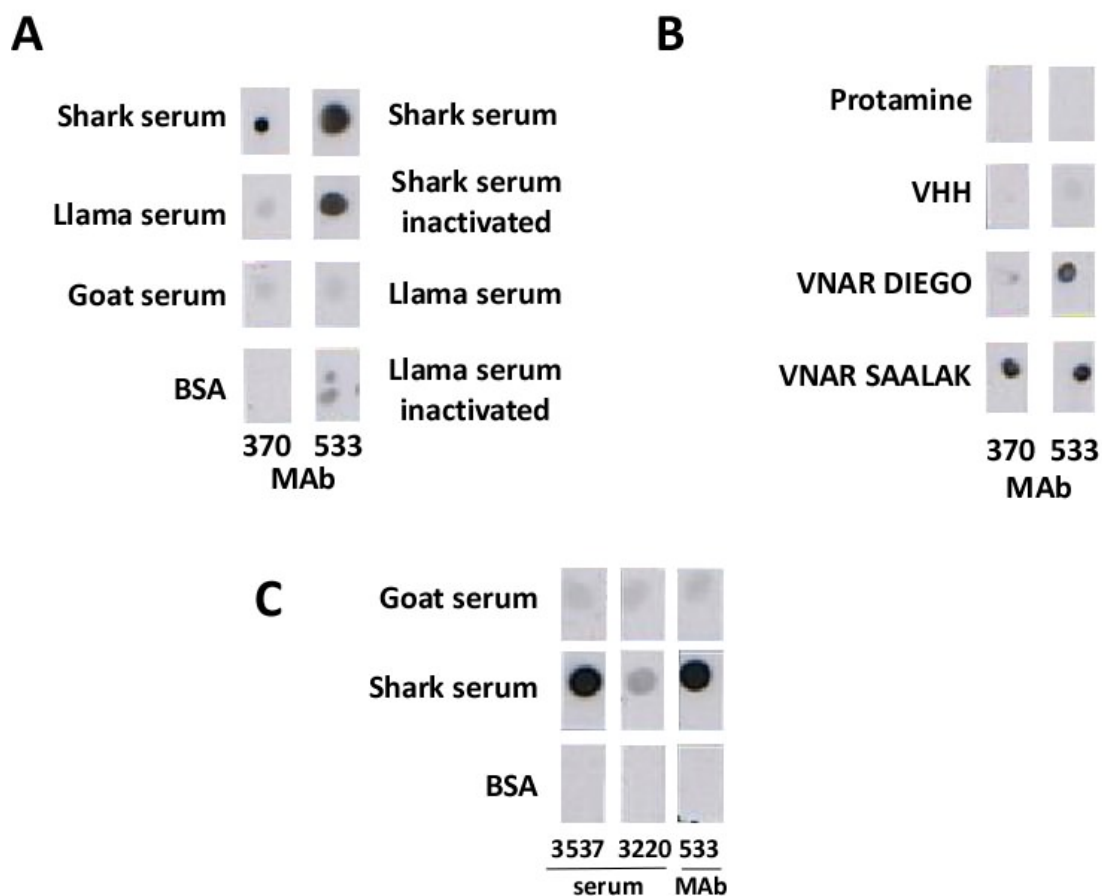 A
Shark serum
Shark serum
Llama serum
Shark serum
inactivated
Goat serum
Llama serum
BSA
Llama serum
inactivated
370 533
MAb
B
Protamine
VHH
VNAR DIEGO
VNAR SAALAK
370 533
MAb
C
Goat serum
Shark serum
BSA
3537 3220 533
serum MAb